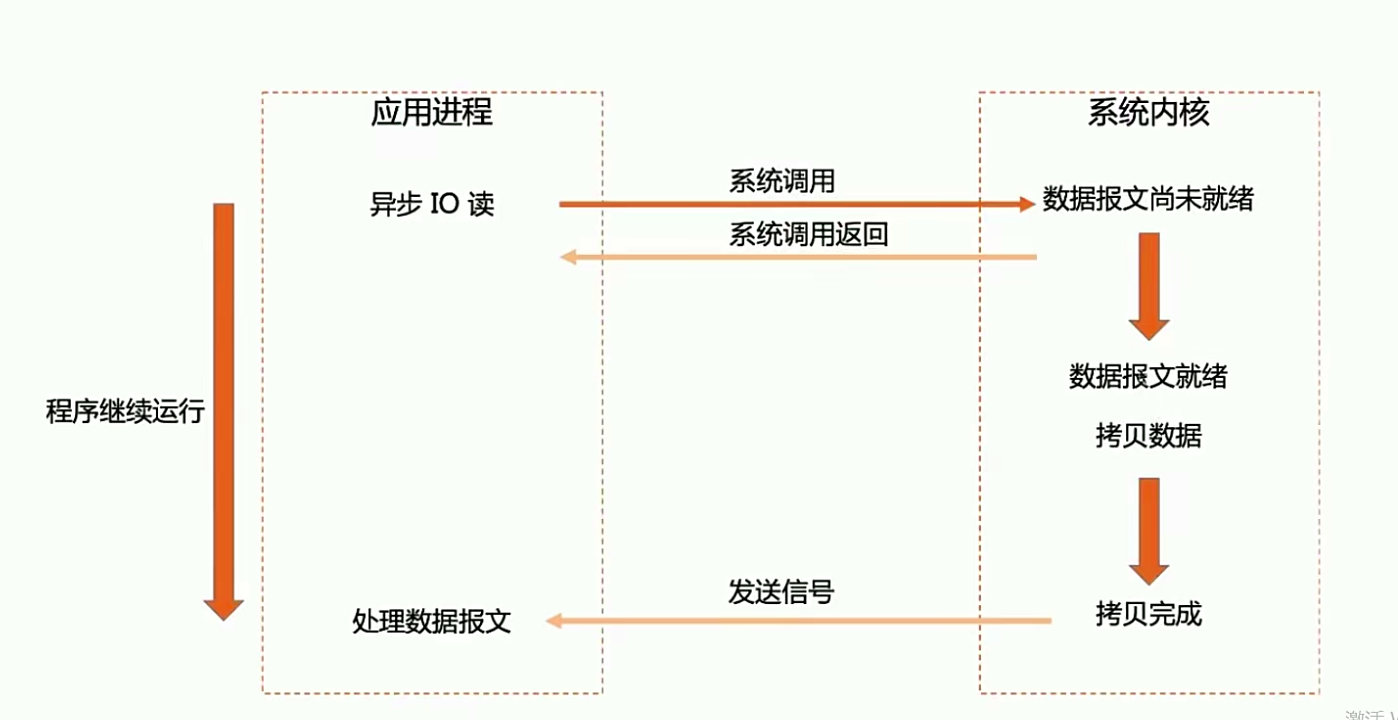 应用进程
系统内核
系统调用
异步 IO 读
数据报文尚未就绪
系统调用返回
数据报文就绪
程序继续运行
拷贝数据
发送信号
处理数据报文
拷贝完成
激活